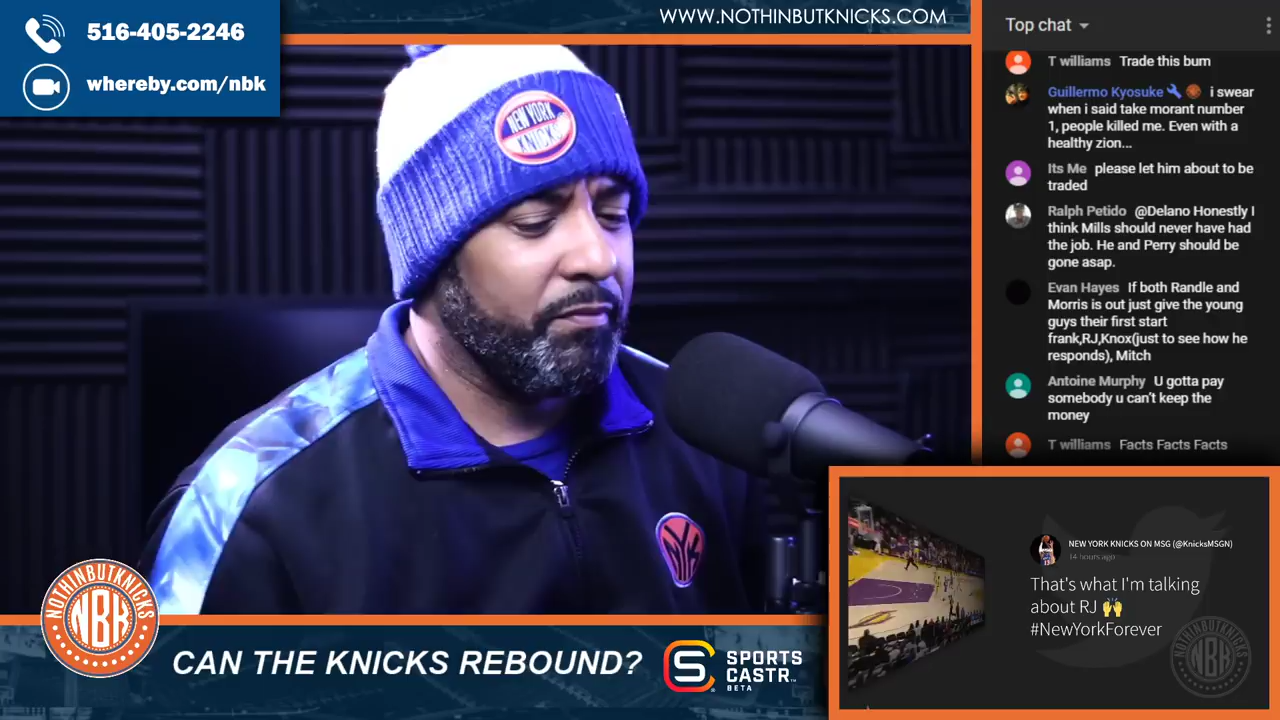 516-405-2246
whereby.com/nbk
WWW.NOTHINBUTKNICKS.COM
NEW YORK
KNICKS
NYK
Top chat
T williams Trade this bum
Guillermo Kyosuke i swear
when i said take morant number
1, people killed me. Even with a
healthy zion...
Its Me please let him about to be
traded
Ralph Petido @Delano Honestly I
think Mills should never have had
the job. He and Perry should be
gone asap.
Evan Hayes If both Randle and
Morris is out just give the young
guys their first start
frank,RJ,Knox(just to see how he
responds), Mitch
Antoine Murphy U gotta pay
somebody u can't keep the
money
T williams Facts Facts Facts
NEW YORK KNICKS ON MSG (@KnicksMSGN)
14 hours ago
That's what I'm talking
about RJ 🙌
#NewYorkForever
NOTHINBUTKNICKS
NBK
NOTHINBUTKNICKS
NBK
CAN THE KNICKS REBOUND?
S
SPORTS
CASTR™
BETA